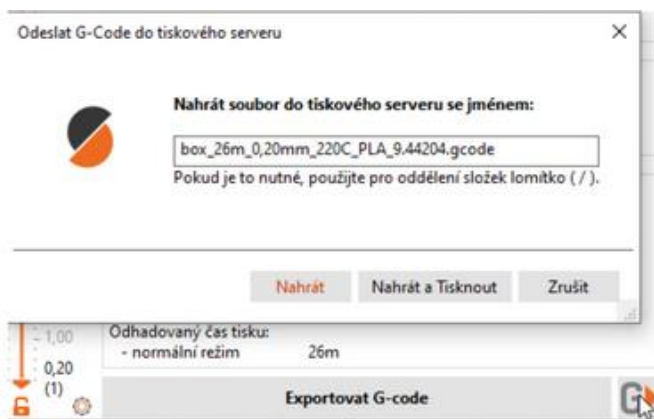 Odeslat G-Code do tiskového serveru
Nahrát soubor do tiskového serveru se jménem:
box_26m_0,20mm_220C_PLA_9.44204.gcode
Pokud je to nutné, použijte pro oddělení složek lomítko ( / ).
Nahrát
Nahrát a Tisknout
Zrušit
1,00
Odhadovaný čas tisku:
- normální režim 26m
0,20
(1)
Exportovat G-code
G